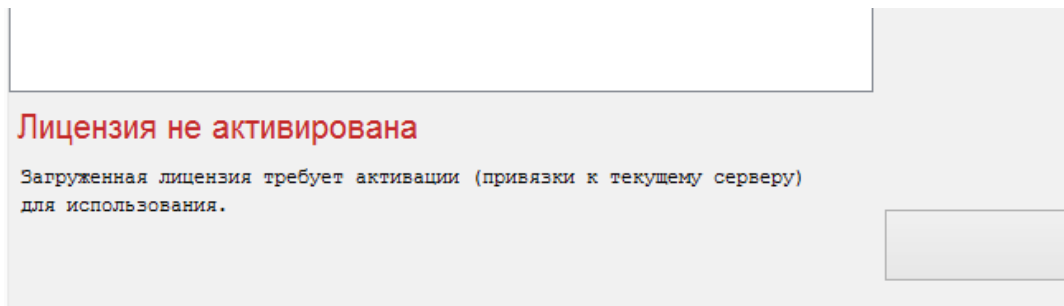 Лицензия не активирована
Загруженная лицензия требует активации (привязки к текущему серверу)
для использования.